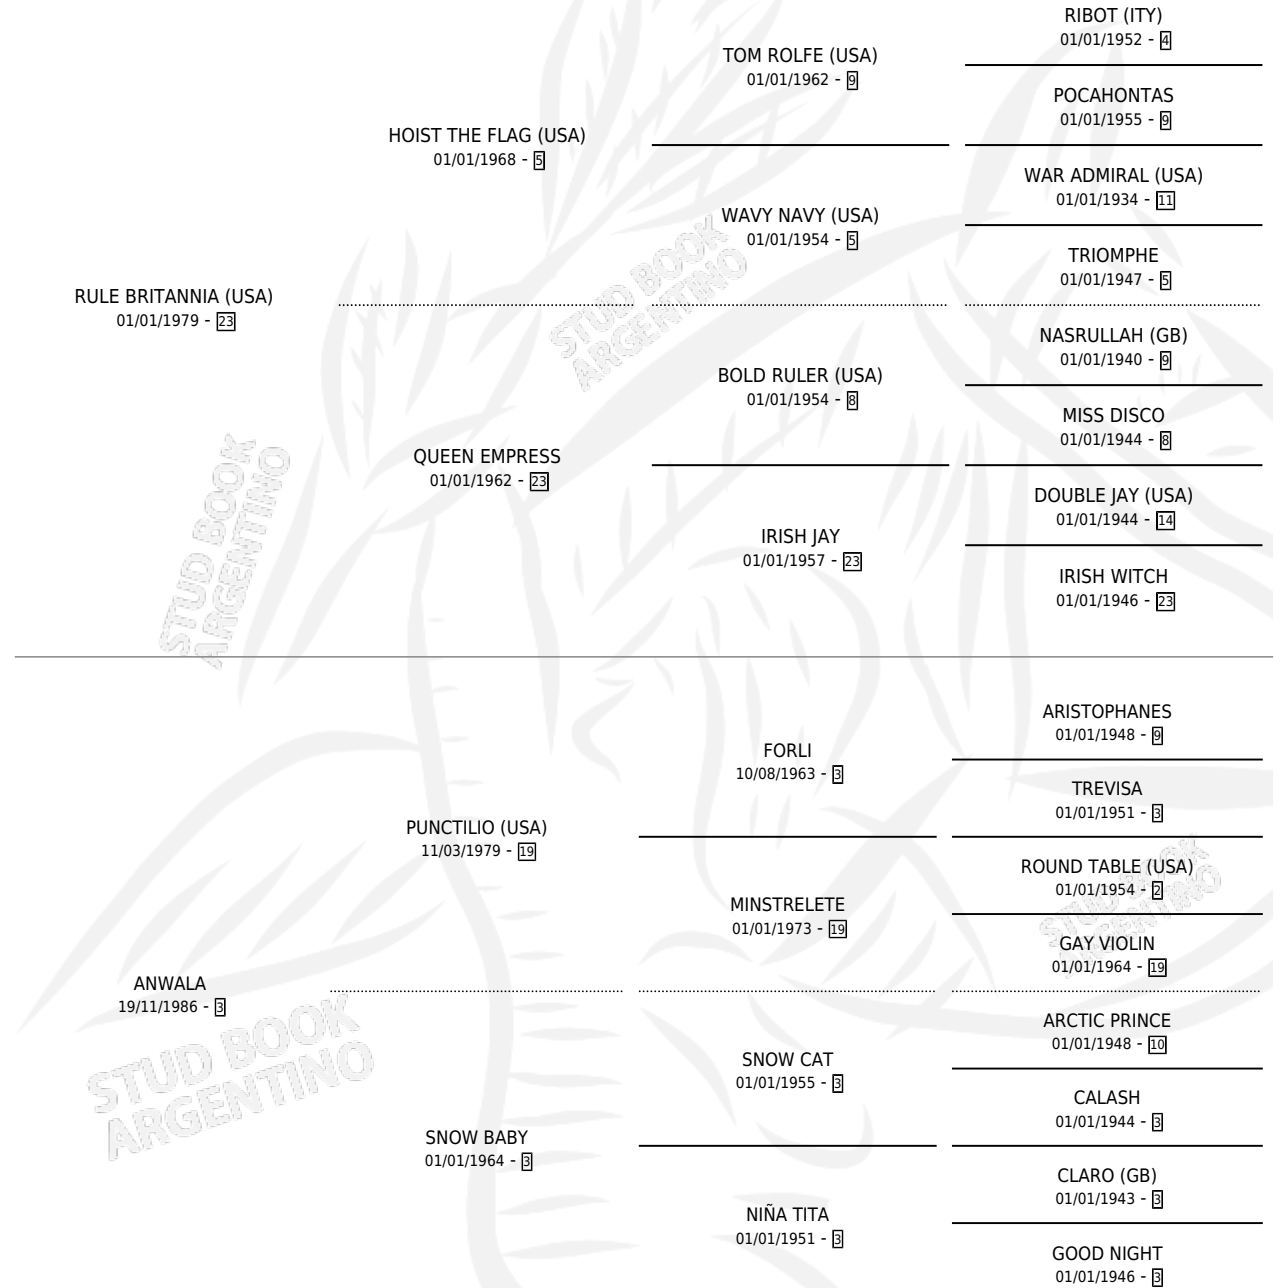 RIBOT (ITY)
01/01/1952 - 4
TOM ROLFE (USA)
01/01/1962 - 9
POCAHONTAS
01/01/1955 - 9
HOIST THE FLAG (USA)
01/01/1968 - 5
WAR ADMIRAL (USA)
01/01/1934 - 11
WAVY NAVY (USA)
01/01/1954 - 5
TRIOMPHE
01/01/1947 - 5
RULE BRITANNIA (USA)
01/01/1979 - 23
NASRULLAH (GB)
01/01/1940 - 9
BOLD RULER (USA)
01/01/1954 - 8
MISS DISCO
01/01/1944 - 8
QUEEN EMPRESS
01/01/1962 - 23
DOUBLE JAY (USA)
01/01/1944 - 14
IRISH JAY
01/01/1957 - 23
IRISH WITCH
01/01/1946 - 23
STUD BOOK
ARGENTINO
STUD BOOK
ARGENTINO
ARISTOPHANES
01/01/1948 - 9
FORLI
10/08/1963 - 3
TREVISA
01/01/1951 - 3
PUNCTILIO (USA)
11/03/1979 - 19
ROUND TABLE (USA)
01/01/1954 - 2
MINSTRELETE
01/01/1973 - 19
GAY VIOLIN
01/01/1964 - 19
ANWALA
19/11/1986 - 3
ARCTIC PRINCE
01/01/1948 - 10
SNOW CAT
01/01/1955 - 3
CALASH
01/01/1944 - 3
SNOW BABY
01/01/1964 - 3
CLARO (GB)
01/01/1943 - 3
NIÑA TITA
01/01/1951 - 3
GOOD NIGHT
01/01/1946 - 3
STUD BOOK
ARGENTINO
STUD BOOK
ARGENTINO